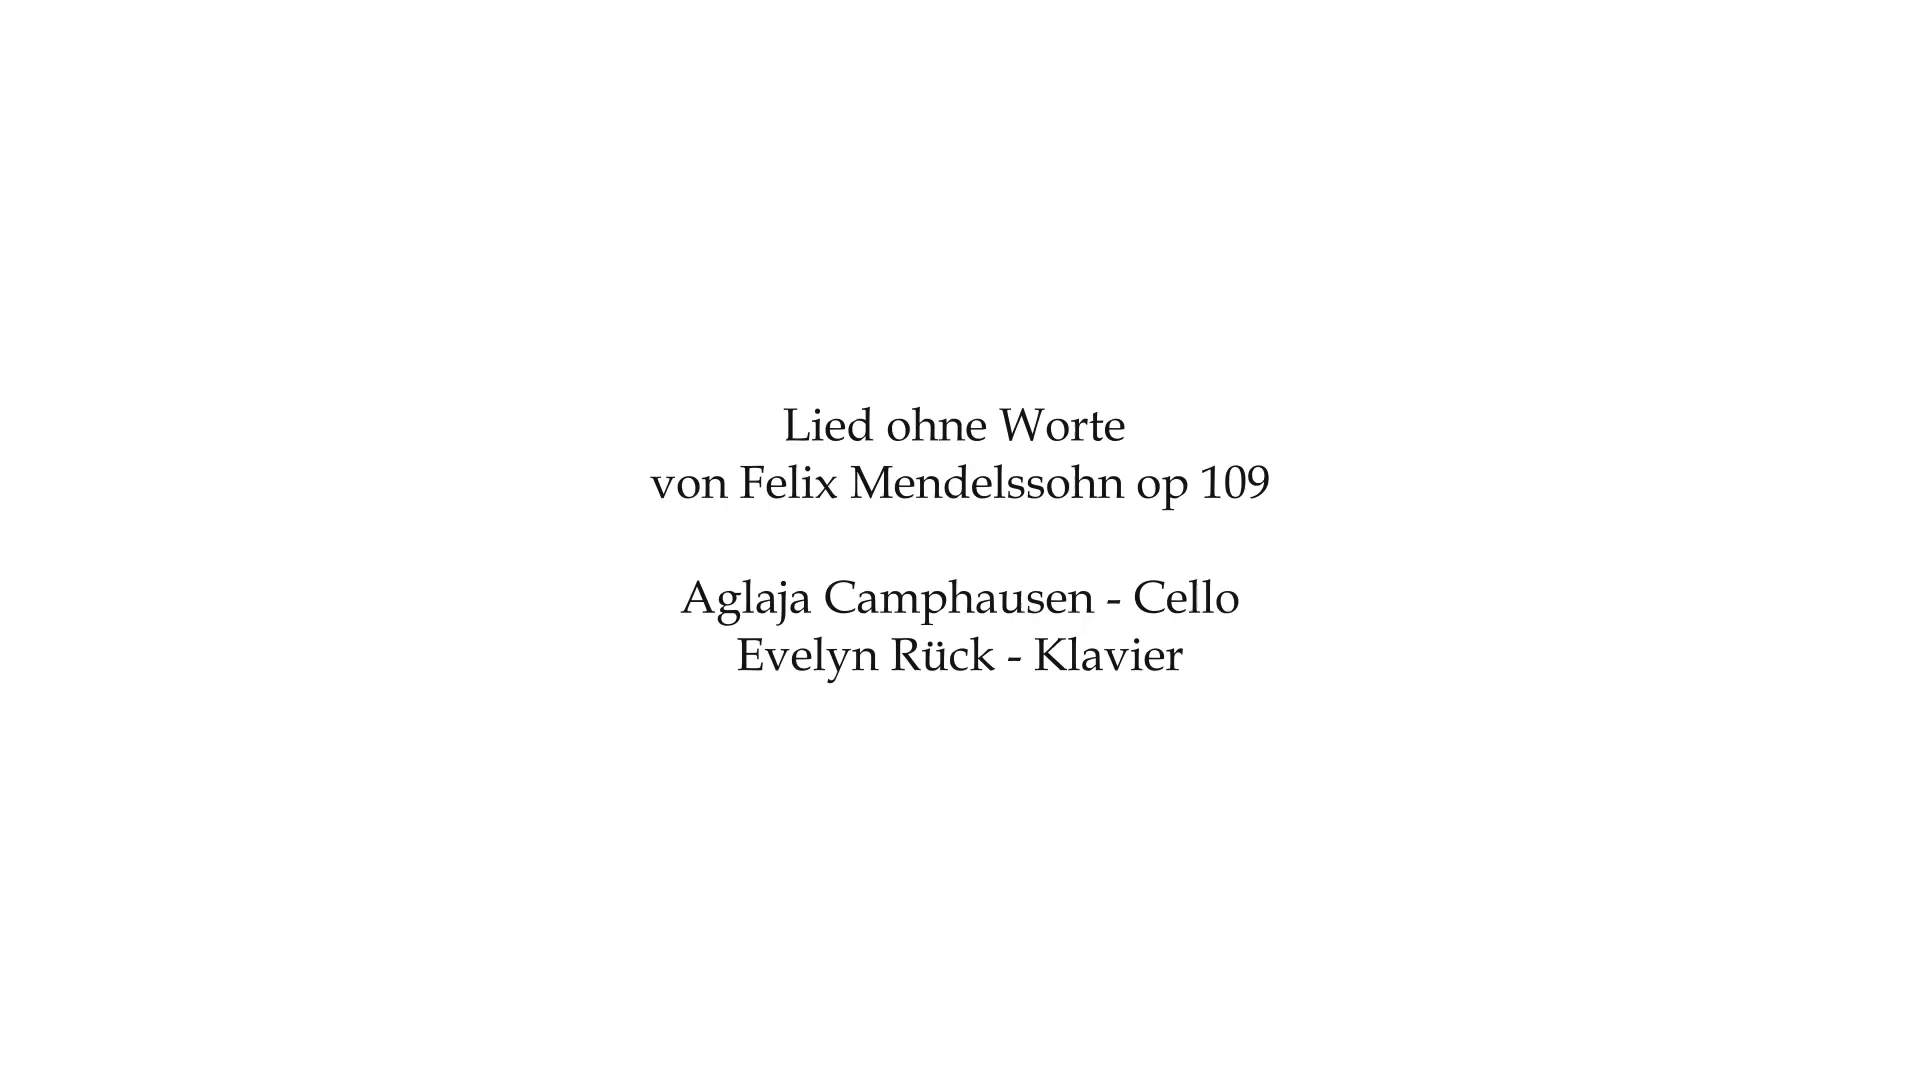 Lied ohne Worte
von Felix Mendelssohn op 109
Aglaja Camphausen - Cello
Evelyn Rück - Klavier